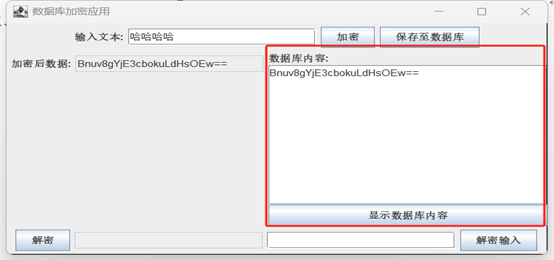 数据库加密应用
输入文本: 哈哈哈哈 加密 保存至数据库
加密后数据: Bnuv8gYjE3cbokuLdHsOEw==
数据库内容:
Bnuv8gYjE3cbokuLdHsOEw==
显示数据库内容
解密 解密输入